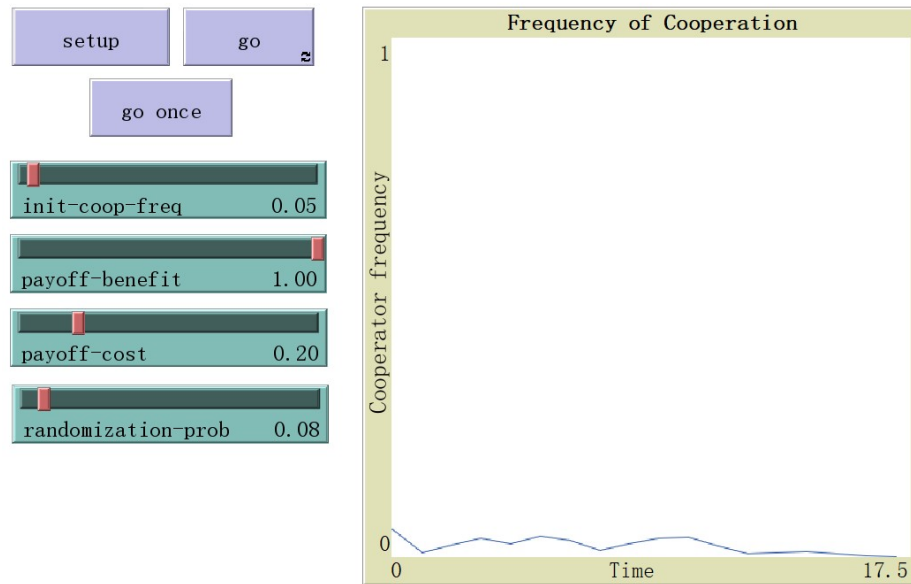 setup
go
go once
init-coop-freq 0.05
payoff-benefit 1.00
payoff-cost 0.20
randomization-prob 0.08
Frequency of Cooperation
1
Cooperator frequency
0
0 Time 17.5